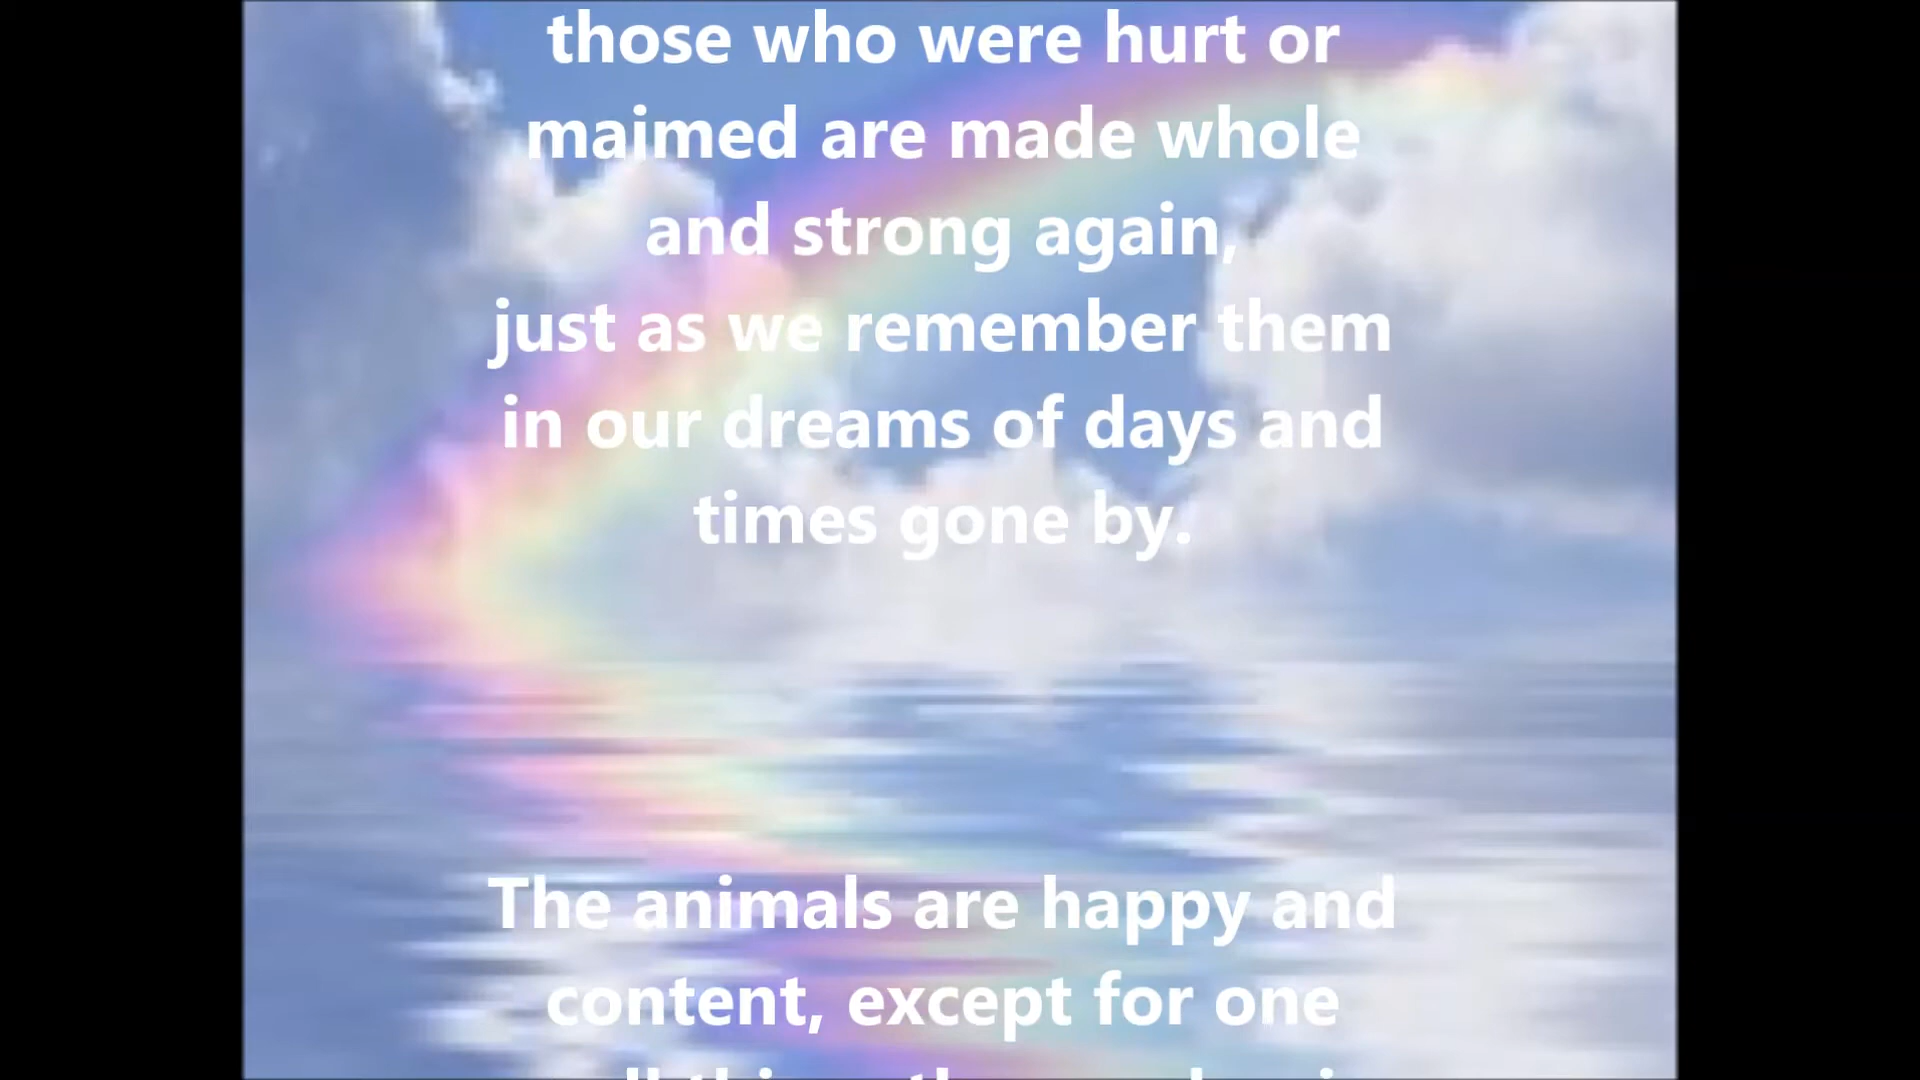 those who were hurt or
maimed are made whole
and strong again,
just as we remember them
in our dreams of days and
times gone by.
The animals are happy and
content, except for one